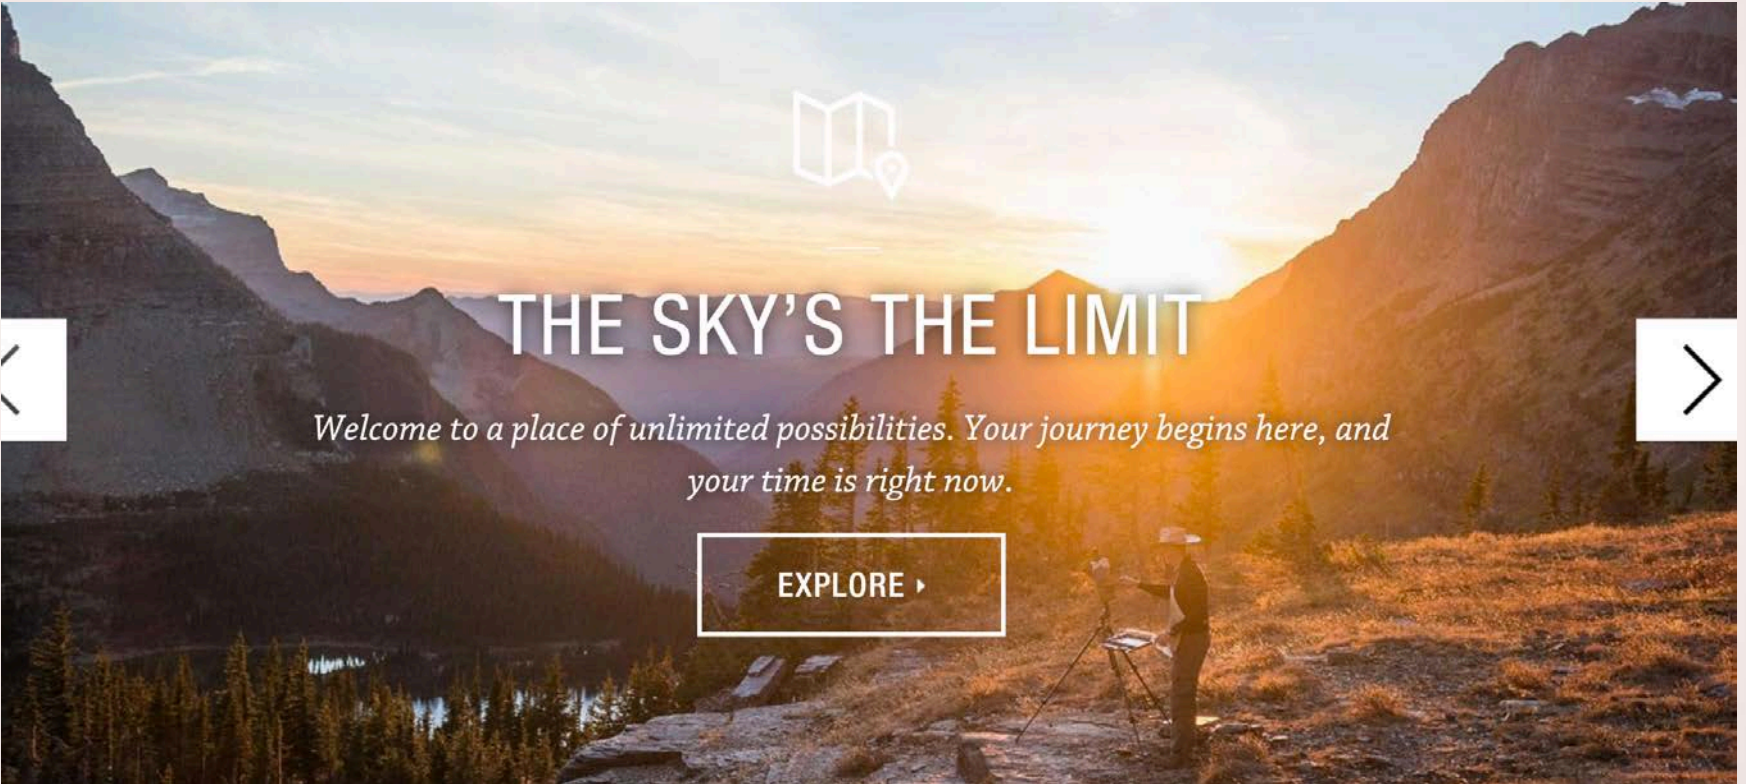 THE SKY'S THE LIMIT
Welcome to a place of unlimited possibilities. Your journey begins here, and
your time is right now.
EXPLORE